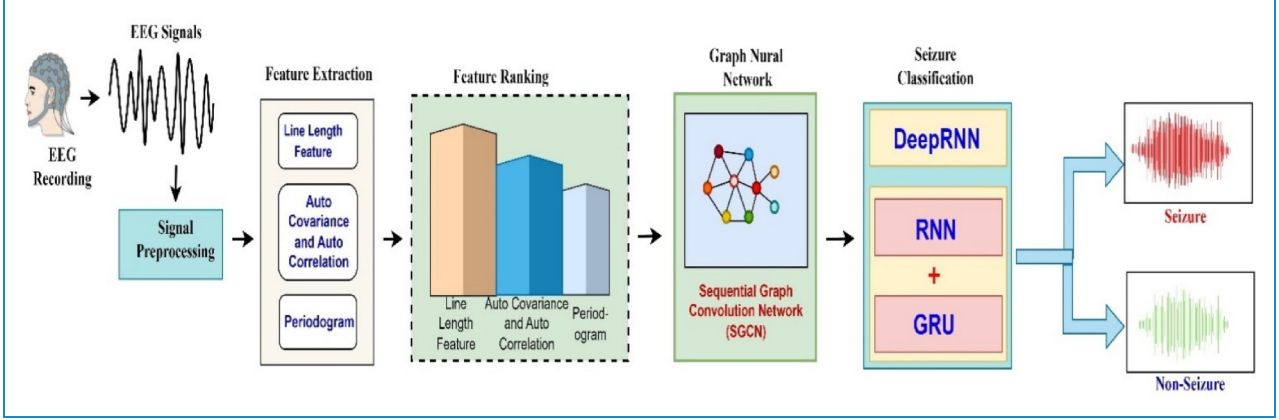 EEG Signals
EEG
Recording
Signal
Preprocessing
Feature Extraction
Line Length
Feature
Auto
Covariance
and Auto
Correlation
Periodogram
Feature Ranking
Line
Length
Feature
Auto Covariance
and Auto
Correlation
Period-
ogram
Graph Nural
Network
Sequential Graph
Convolution Network
(SGCN)
Seizure
Classification
DeepRNN
RNN
+
GRU
Seizure
Non-Seizure